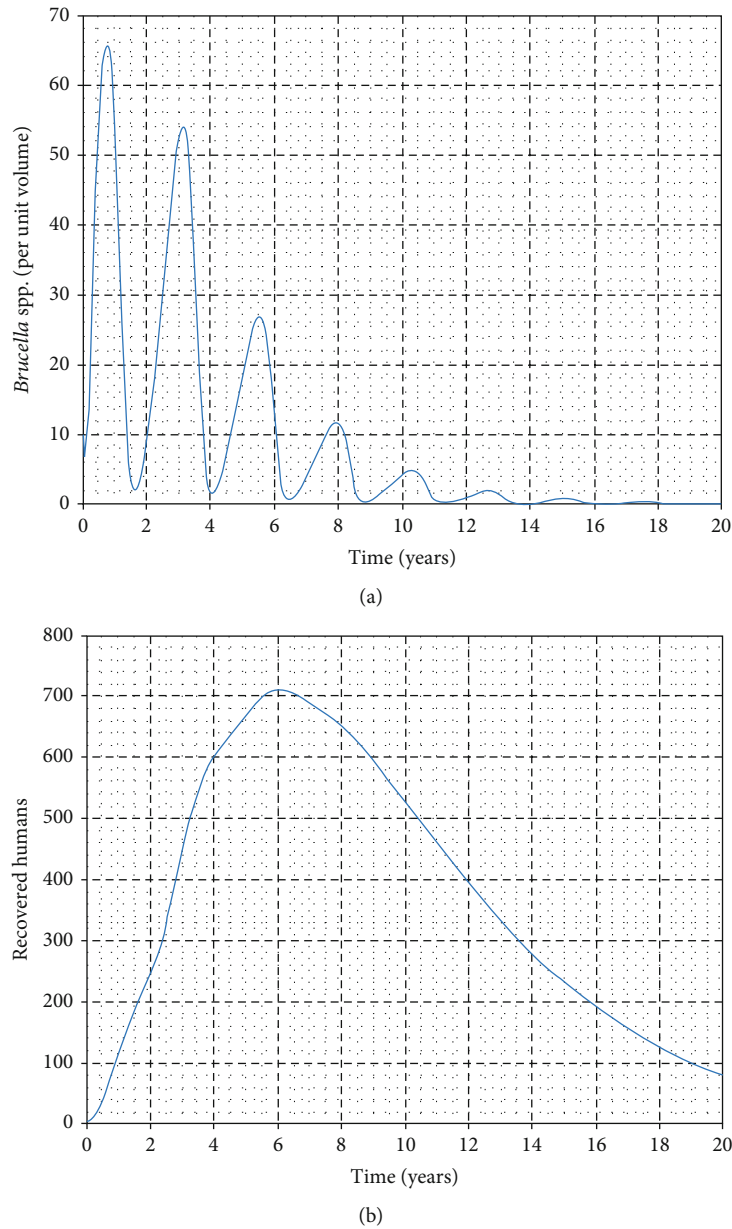 70
60
50
40
30
20
10
0
Brucella spp. (per unit volume)
0 2 4 6 8 10 12 14 16 18 20
Time (years)
(a)
800
700
600
500
400
300
200
100
0
Recovered humans
0 2 4 6 8 10 12 14 16 18 20
Time (years)
(b)